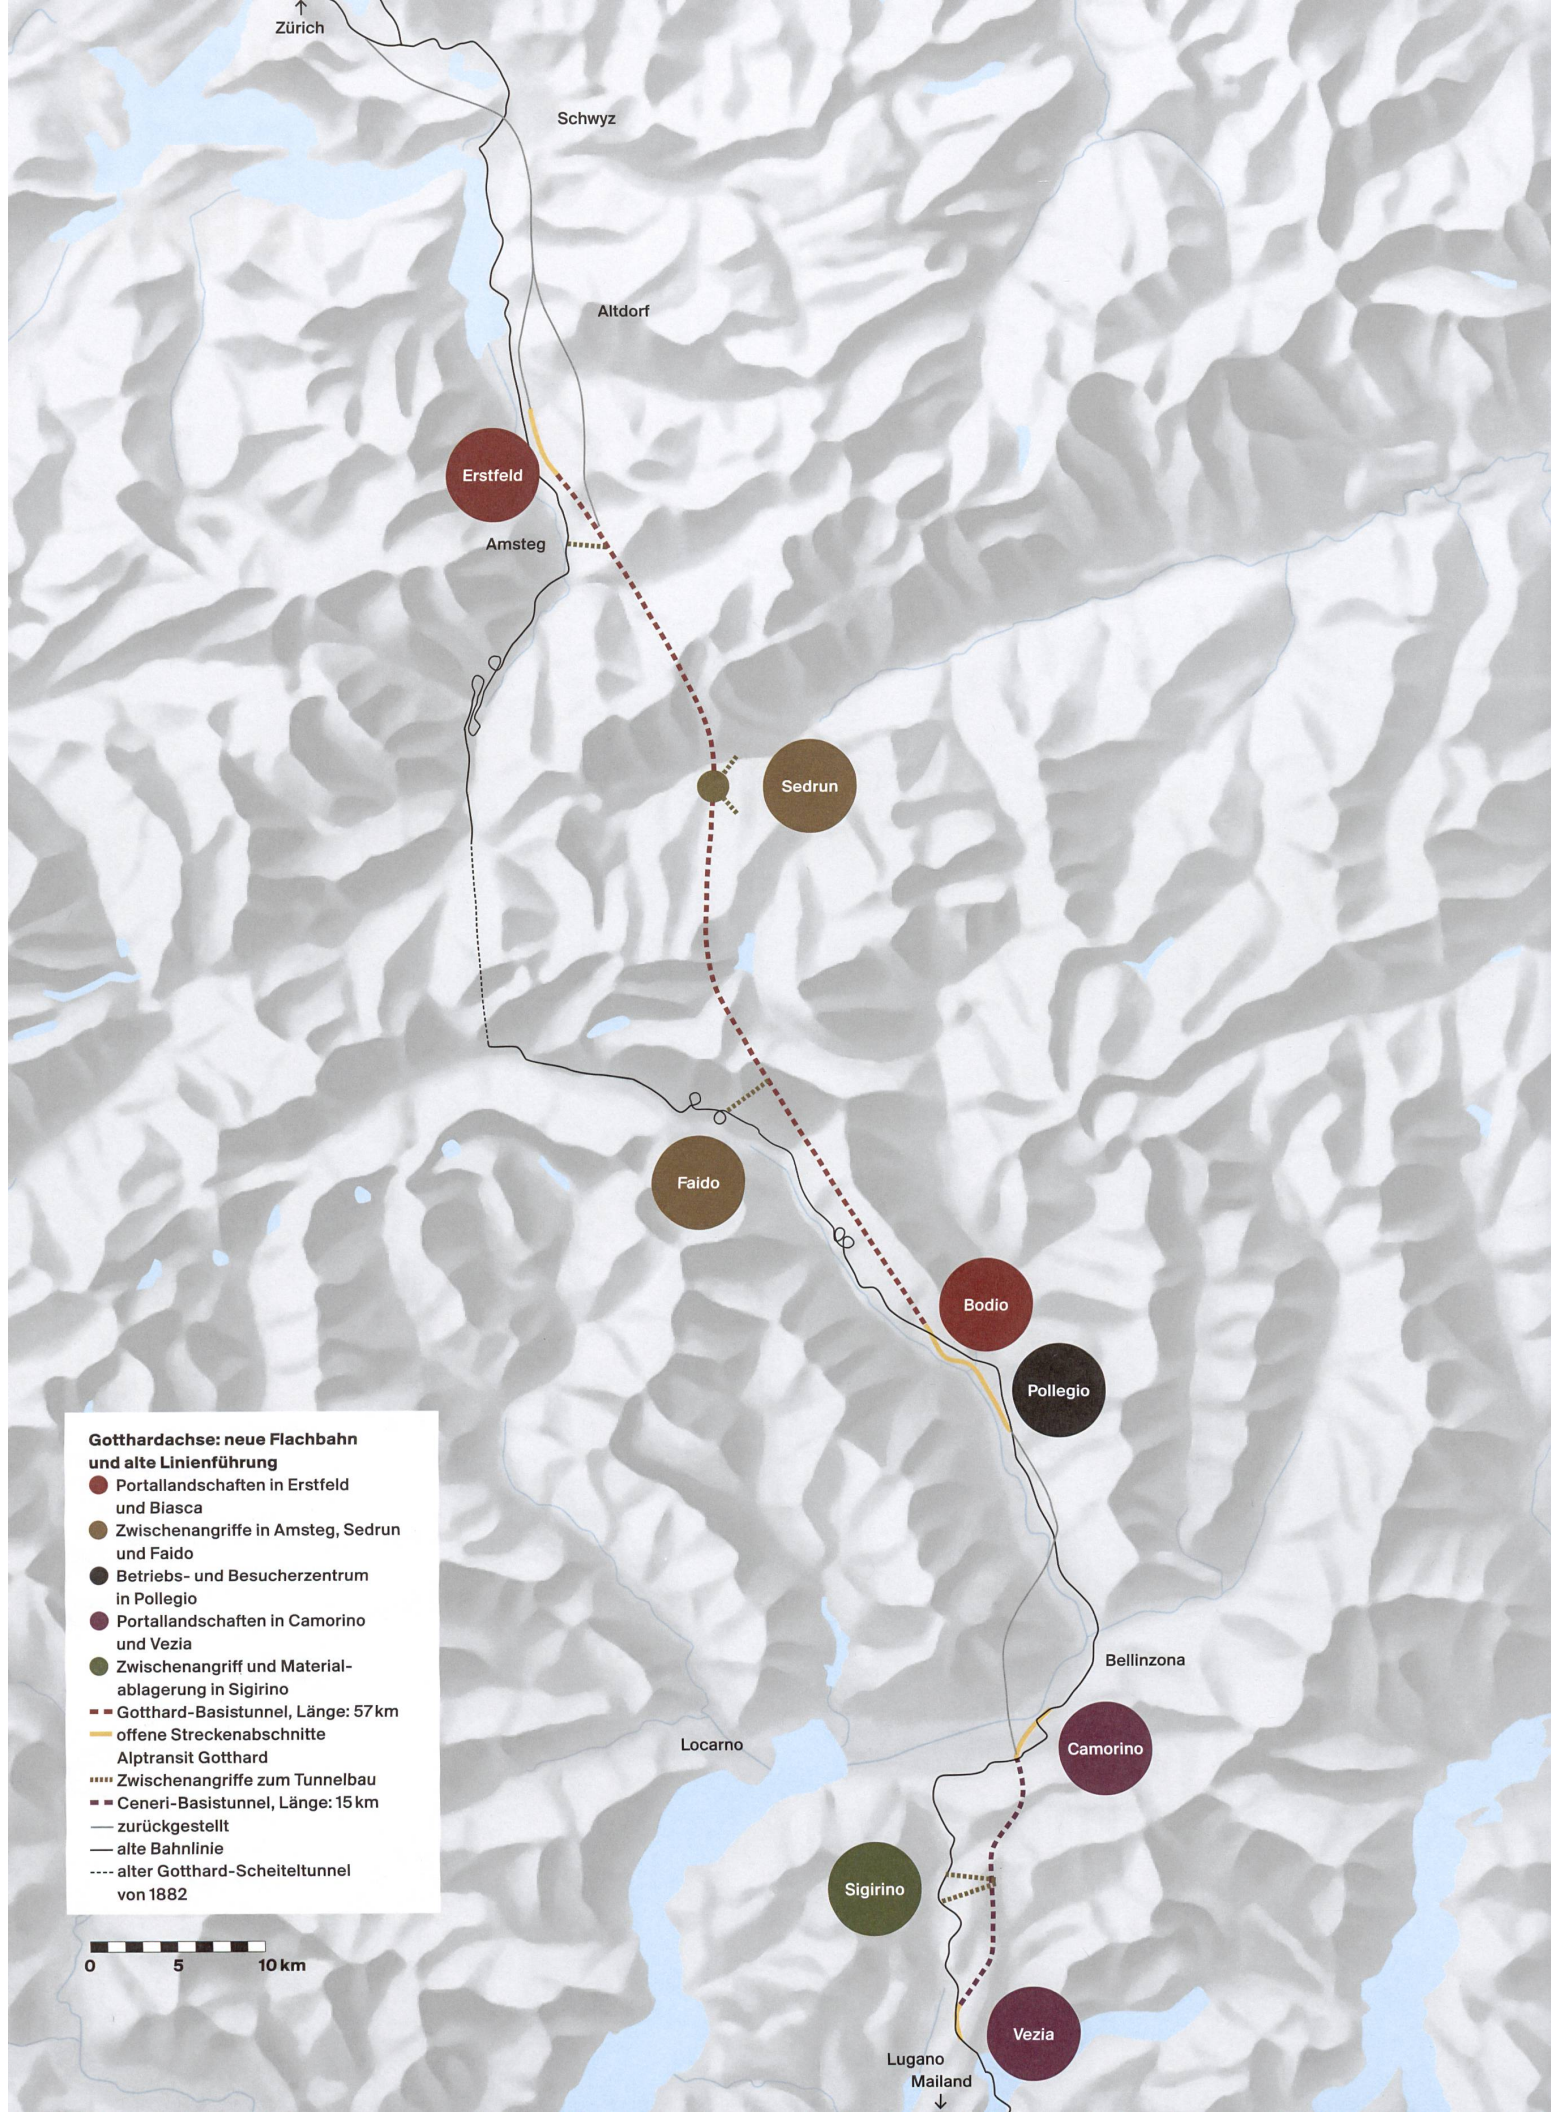 Zürich
Schwyz
Altdorf
Erstfeld
Amsteg
Sedrun
Faido
Bodio
Pollegio
Gotthardachse: neue Flachbahn
und alte Linienführung
Portallandschaften in Erstfeld
und Biasca
Zwischenangriffe in Amsteg, Sedrun
und Faido
Betriebs- und Besucherzentrum
in Pollegio
Portallandschaften in Camorino
und Vezia
Zwischenangriff und Material-
ablagerung in Sigirino
Gotthard-Basistunnel, Länge: 57 km
offene Streckenabschnitte
Alptransit Gotthard
Zwischenangriffe zum Tunnelbau
Ceneri-Basistunnel, Länge: 15 km
zurückgestellt
alte Bahnlinie
alter Gotthard-Scheiteltunnel
von 1882
0 5 10 km
Bellinzona
Locarno
Camorino
Sigirino
Vezia
Lugano
Mailand